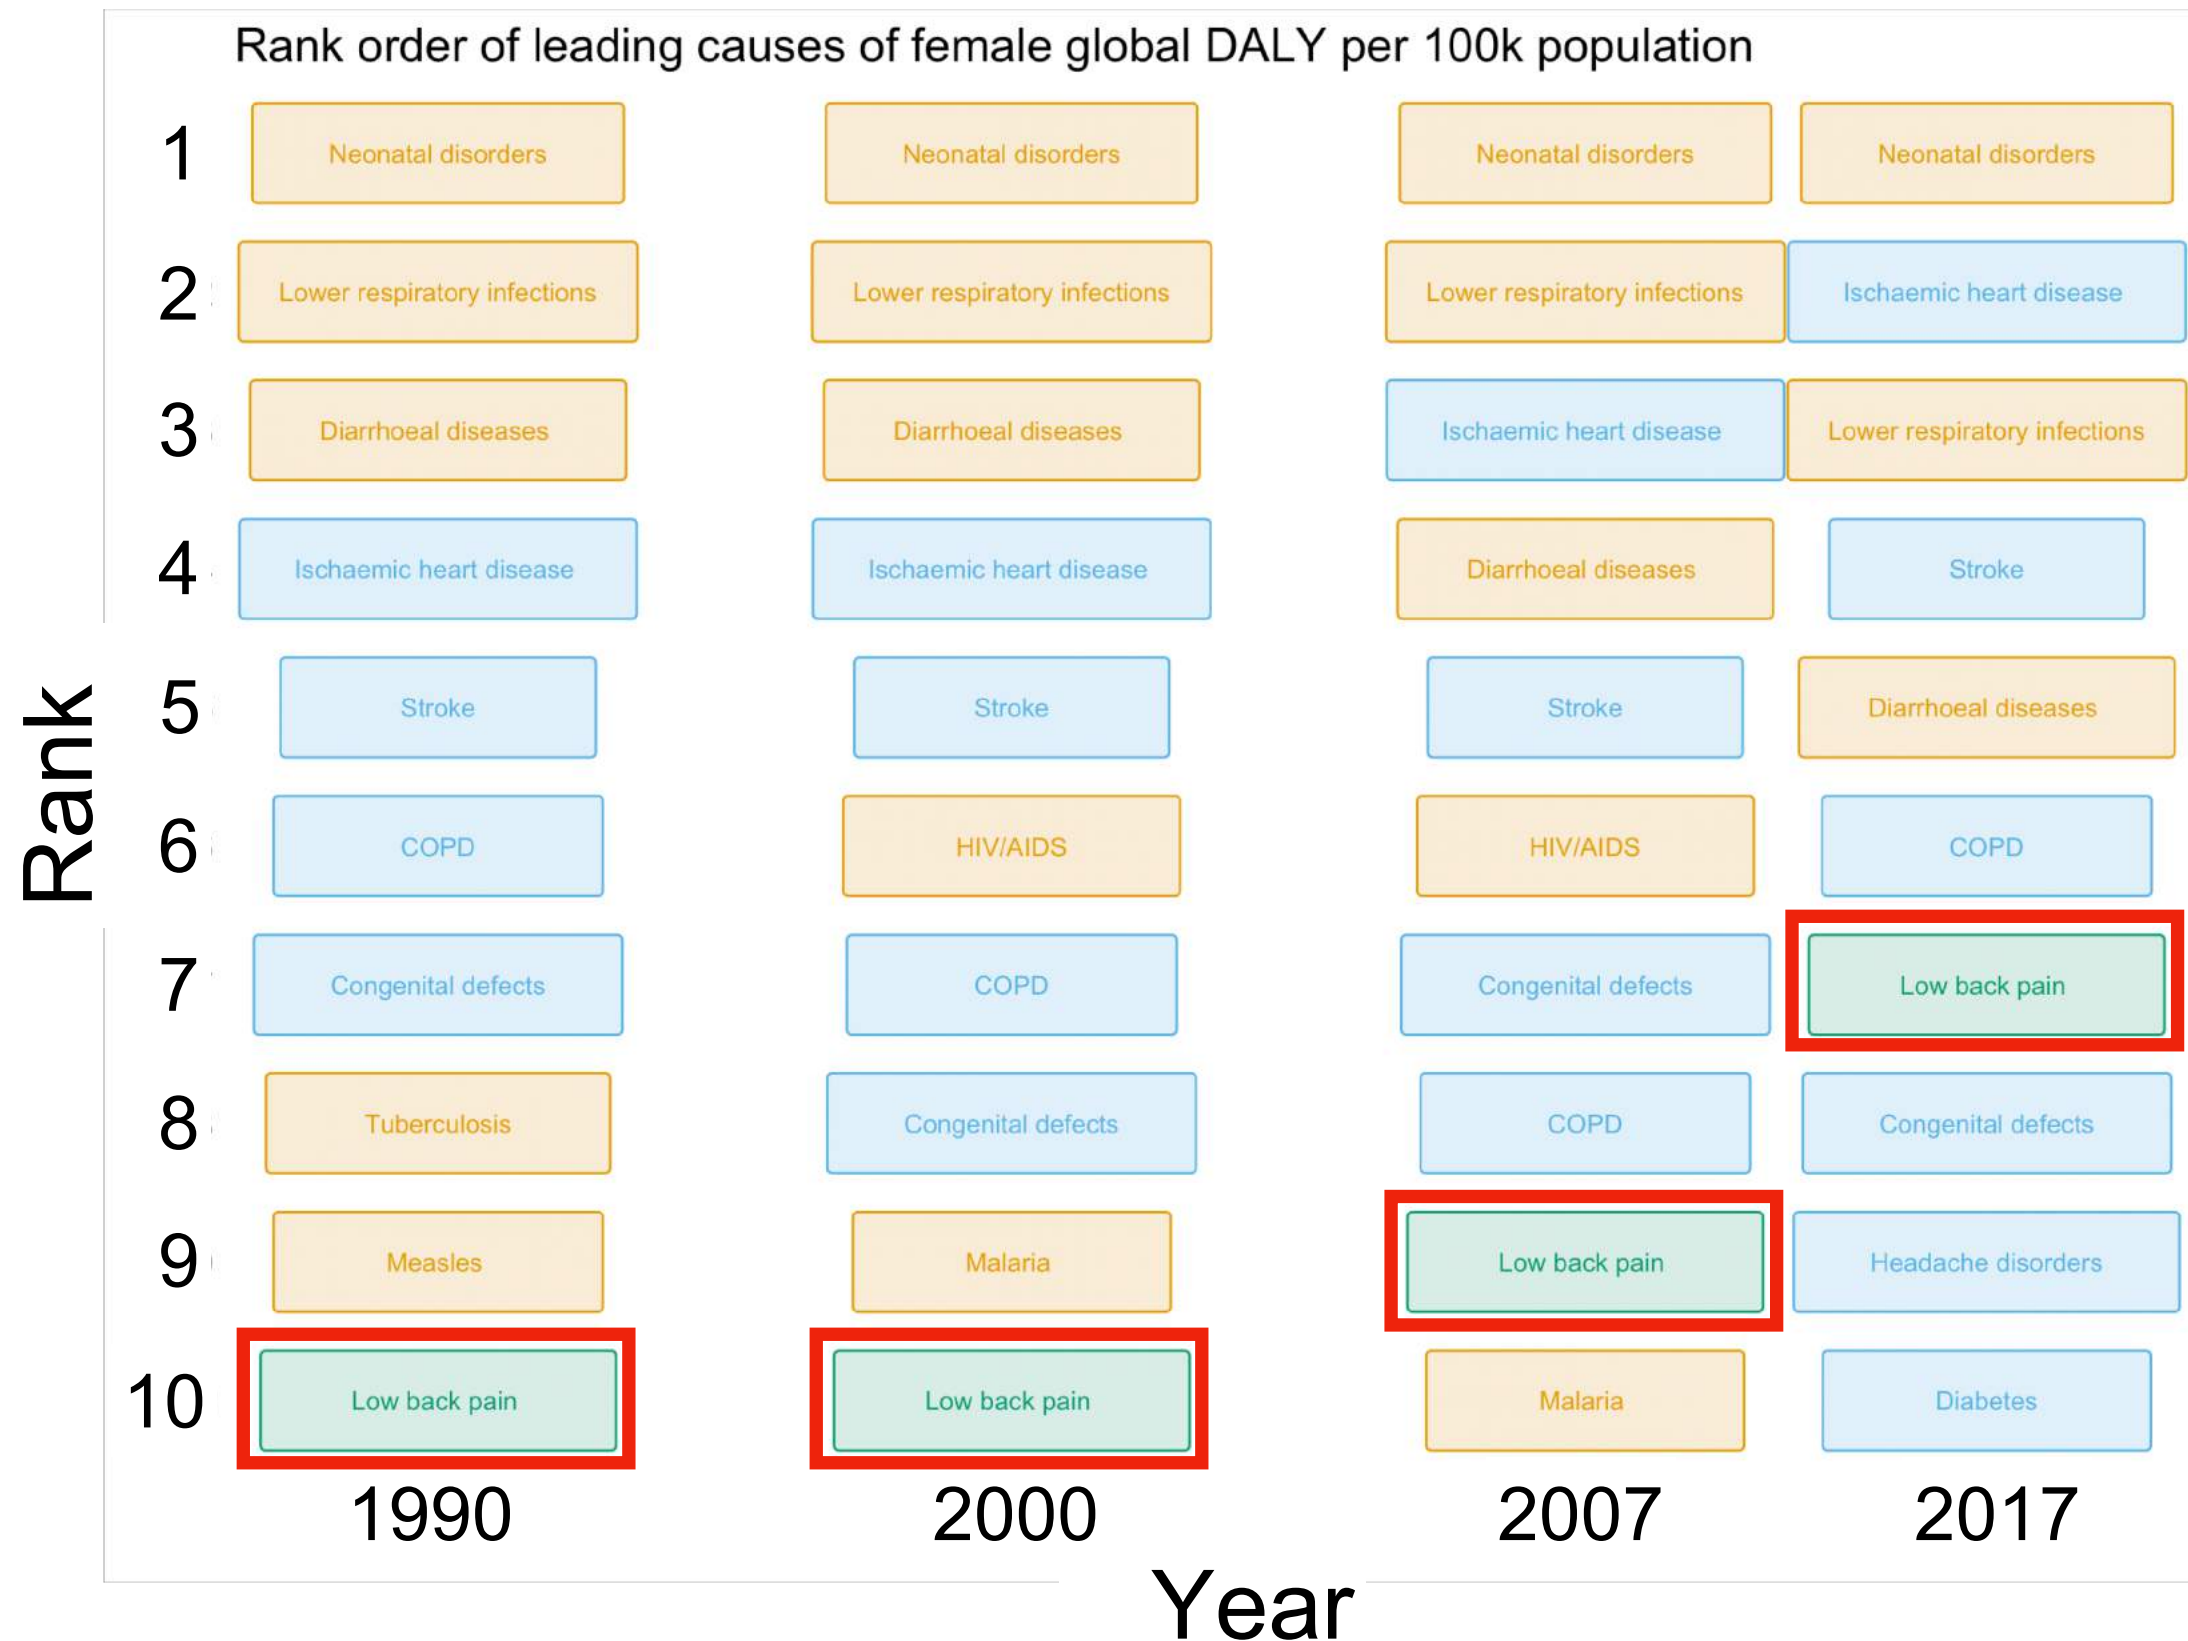 Rank order of leading causes of female global DALY per 100k population
1 Neonatal disorders Neonatal disorders Neonatal disorders Neonatal disorders
2 Lower respiratory infections Lower respiratory infections Lower respiratory infections Ischaemic heart disease
3 Diarrhoeal diseases Diarrhoeal diseases Ischaemic heart disease Lower respiratory infections
4 Ischaemic heart disease Ischaemic heart disease Diarrhoeal diseases Stroke
5 Stroke Stroke Stroke Diarrhoeal diseases
Rank
6 COPD HIV/AIDS HIV/AIDS COPD
7 Congenital defects COPD Congenital defects Low back pain
8 Tuberculosis Congenital defects COPD Congenital defects
9 Measles Malaria Low back pain Headache disorders
10 Low back pain Low back pain Malaria Diabetes
1990 2000 2007 2017
Year